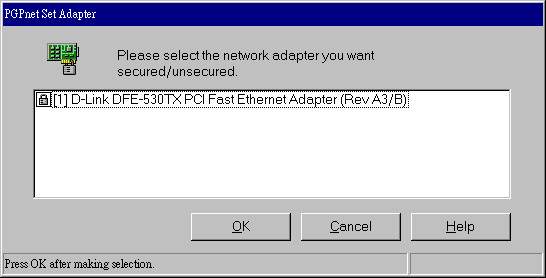 PGPnet Set Adapter
Please select the network adapter you want
secured/unsecured.
[1] D-Link DFE-530TX PCI Fast Ethernet Adapter (Rev A3/B)
OK
Cancel
Help
Press OK after making selection.